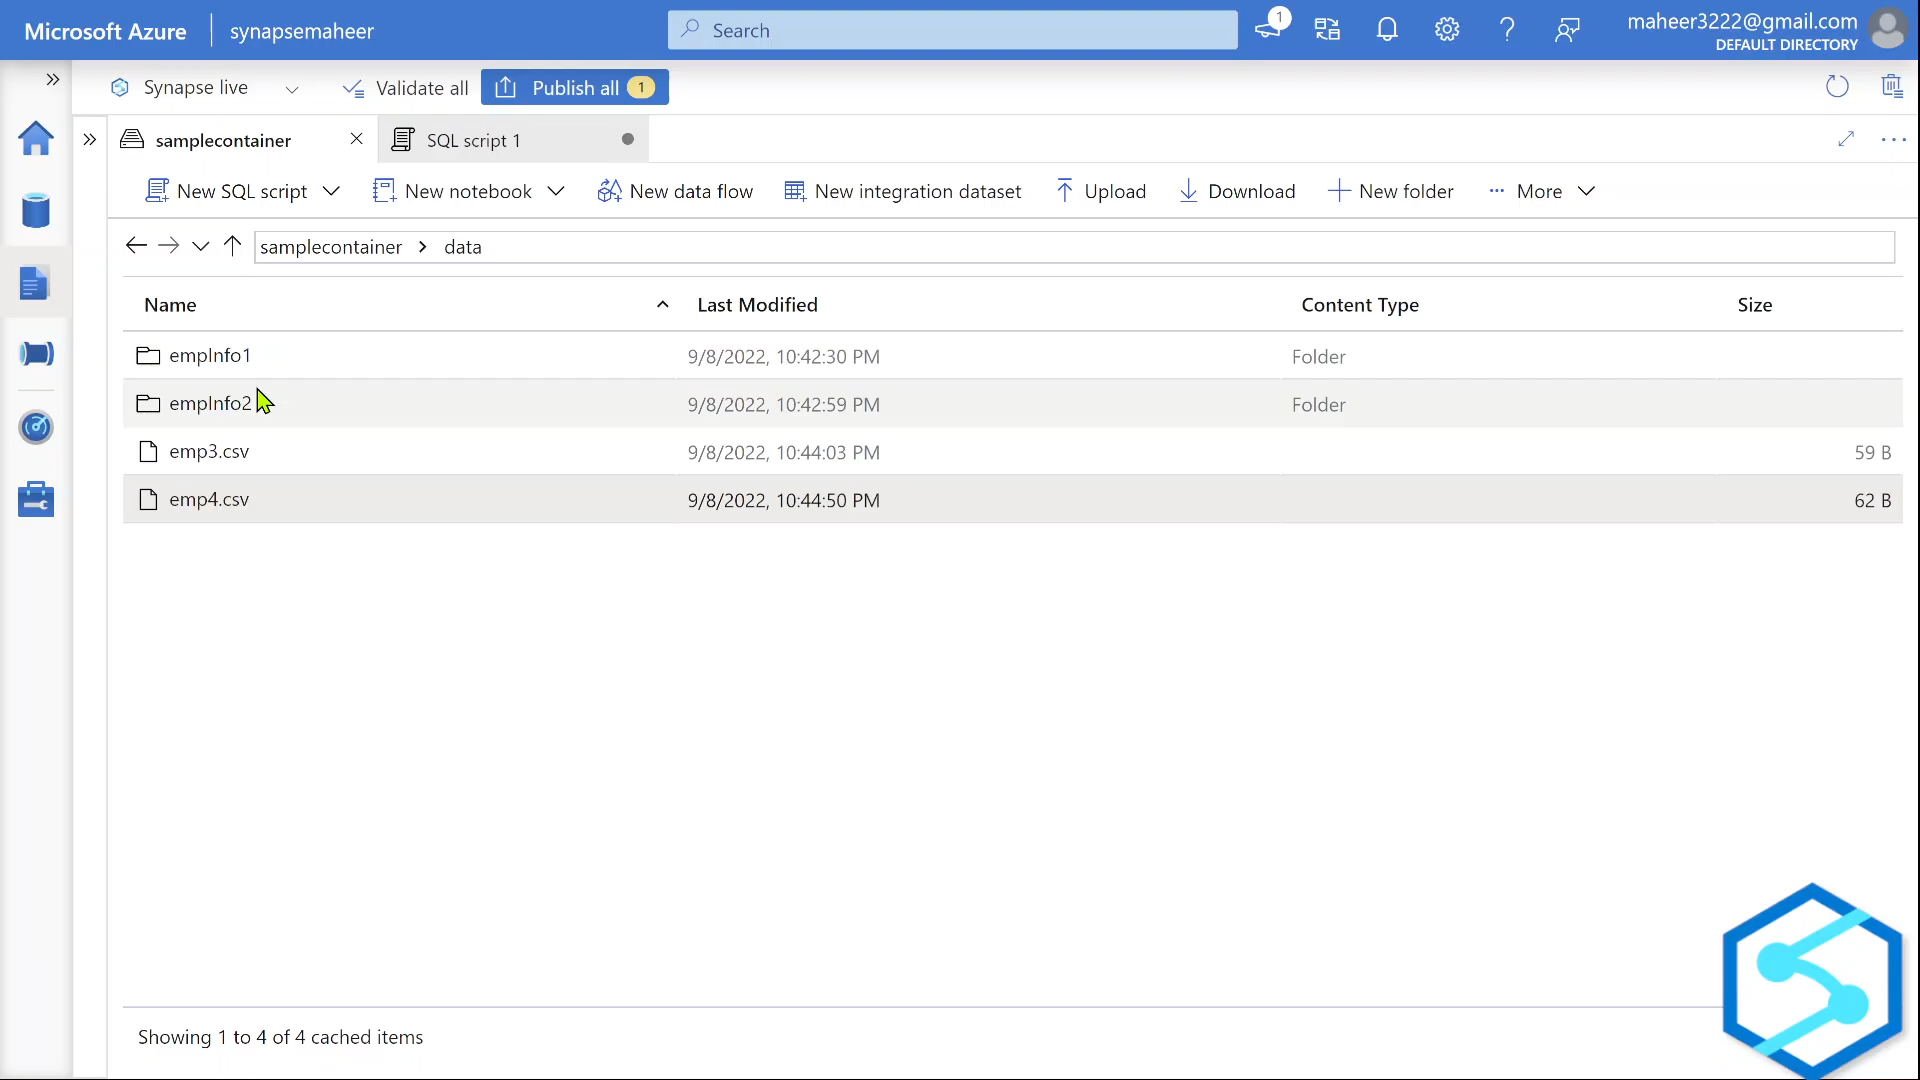 Microsoft Azure
synapsemaheer
Search
1
maheer3222@gmail.com
DEFAULT DIRECTORY
Synapse live
Validate all
Publish all 1
samplecontainer
SQL script 1
New SQL script
New notebook
New data flow
New integration dataset
Upload
Download
New folder
More
samplecontainer
data
Name Last Modified Content Type Size
empInfo1 9/8/2022, 10:42:30 PM Folder
empInfo2 9/8/2022, 10:42:59 PM Folder
emp3.csv 9/8/2022, 10:44:03 PM 59 B
emp4.csv 9/8/2022, 10:44:50 PM 62 B
Showing 1 to 4 of 4 cached items